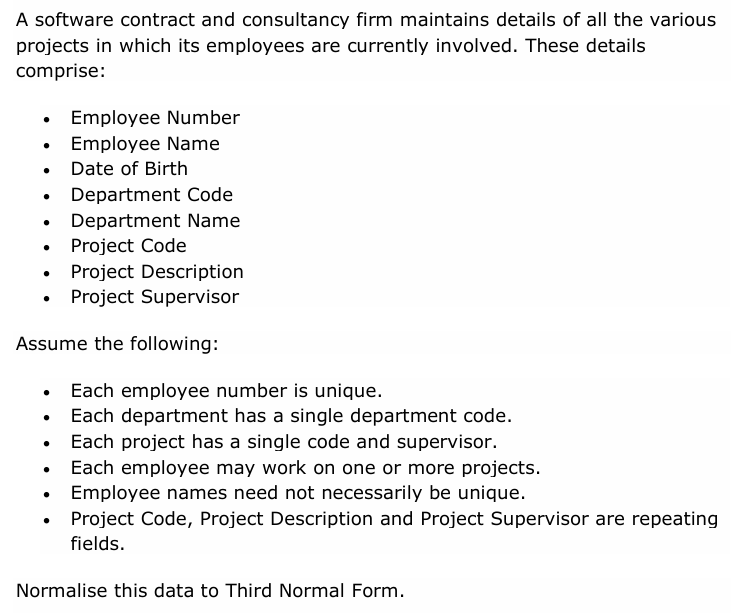 A software contract and consultancy firm maintains details of all the various
projects in which its employees are currently involved. These details
comprise:
• Employee Number
• Employee Name
• Date of Birth
• Department Code
• Department Name
• Project Code
• Project Description
• Project Supervisor
Assume the following:
• Each employee number is unique.
• Each department has a single department code.
• Each project has a single code and supervisor.
• Each employee may work on one or more projects.
• Employee names need not necessarily be unique.
• Project Code, Project Description and Project Supervisor are repeating
fields.
Normalise this data to Third Normal Form.